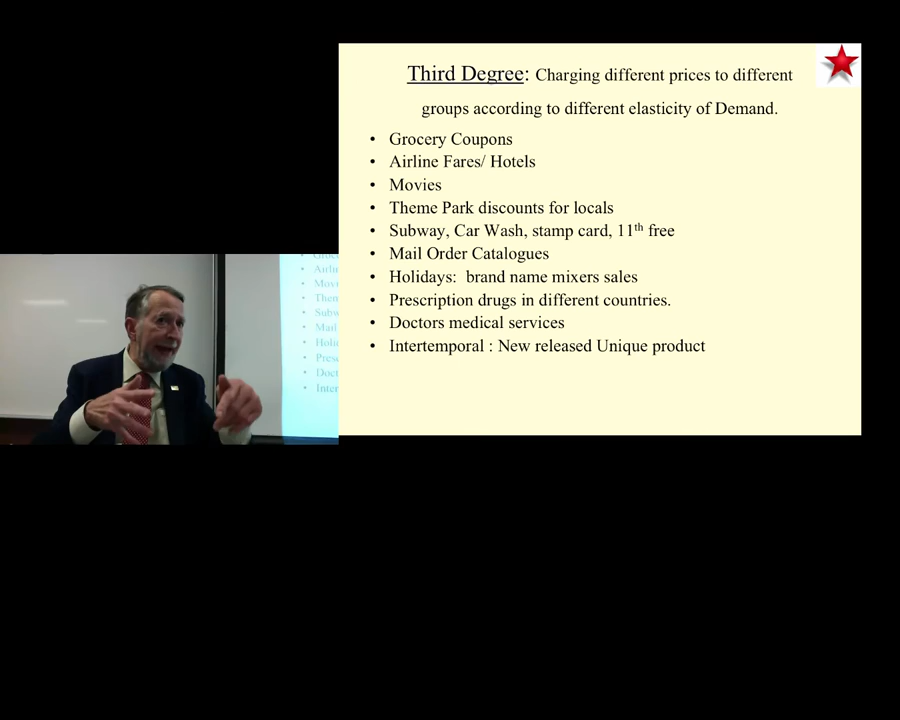 Third Degree: Charging different prices to different
groups according to different elasticity of Demand.
• Grocery Coupons
• Airline Fares/ Hotels
• Movies
• Theme Park discounts for locals
• Subway, Car Wash, stamp card, 11th free
• Mail Order Catalogues
• Holidays: brand name mixers sales
• Prescription drugs in different countries.
• Doctors medical services
• Intertemporal : New released Unique product